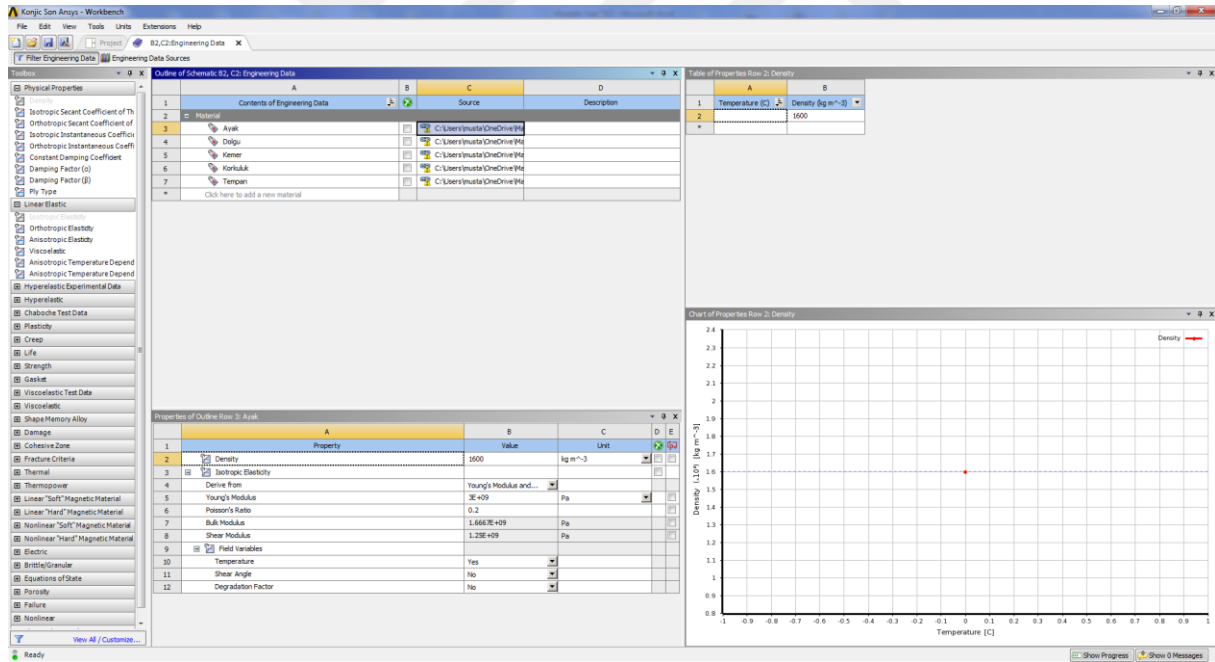 Konjic Son Ansys - Workbench
File Edit View Tools Units Extensions Help
Project B2,C2:Engineering Data X
Filter Engineering Data Engineering Data Sources
Toolbox
Physical Properties
Density
Isotropic Secant Coefficient of Th
Orthotropic Secant Coefficient of
Isotropic Instantaneous Coefficie
Orthotropic Instantaneous Coeffi
Constant Damping Coefficient
Damping Factor (α)
Damping Factor (β)
Ply Type
Linear Elastic
Isotropic Elasticity
Orthotropic Elasticity
Anisotropic Elasticity
Viscoelastic
Anisotropic Temperature Depend
Anisotropic Temperature Depend
Hyperelastic Experimental Data
Hyperelastic
Chaboche Test Data
Plasticity
Creep
Life
Strength
Gasket
Viscoelastic Test Data
Viscoelastic
Shape Memory Alloy
Damage
Cohesive Zone
Fracture Criteria
Thermal
Thermopower
Linear "Soft" Magnetic Material
Linear "Hard" Magnetic Material
Nonlinear "Soft" Magnetic Material
Nonlinear "Hard" Magnetic Material
Electric
Brittle/Granular
Equations of State
Porosity
Failure
Nonlinear
View All / Customize...
Outline of Schematic B2, C2: Engineering Data
A B C D
1 Contents of Engineering Data Source Description
2 Material
3 Ayak C:\Users\musta\OneDrive\Ma
4 Dolgu C:\Users\musta\OneDrive\Ma
5 Kemer C:\Users\musta\OneDrive\Ma
6 Korkuluk C:\Users\musta\OneDrive\Ma
7 Tempan C:\Users\musta\OneDrive\Ma
* Click here to add a new material
Properties of Outline Row 3: Ayak
A B C D E
1 Property Value Unit
2 Density 1600 kg m^-3
3 Isotropic Elasticity
4 Derive from Young's Modulus and...
5 Young's Modulus 3E+09 Pa
6 Poisson's Ratio 0.2
7 Bulk Modulus 1.6667E+09 Pa
8 Shear Modulus 1.25E+09 Pa
9 Field Variables
10 Temperature Yes
11 Shear Angle No
12 Degradation Factor No
Table of Properties Row 2: Density
A B
1 Temperature (C) Density (kg m^-3)
2 1600
*
Chart of Properties Row 2: Density
Density
2.4
2.3
2.2
2.1
2
1.9
1.8
1.7
1.6
1.5
1.4
1.3
1.2
1.1
1
0.9
0.8
Density (.10³) [kg m^-3]
-1 -0.9 -0.8 -0.7 -0.6 -0.5 -0.4 -0.3 -0.2 -0.1 0 0.1 0.2 0.3 0.4 0.5 0.6 0.7 0.8 0.9 1
Temperature [C]
Ready
Show Progress Show 0 Messages